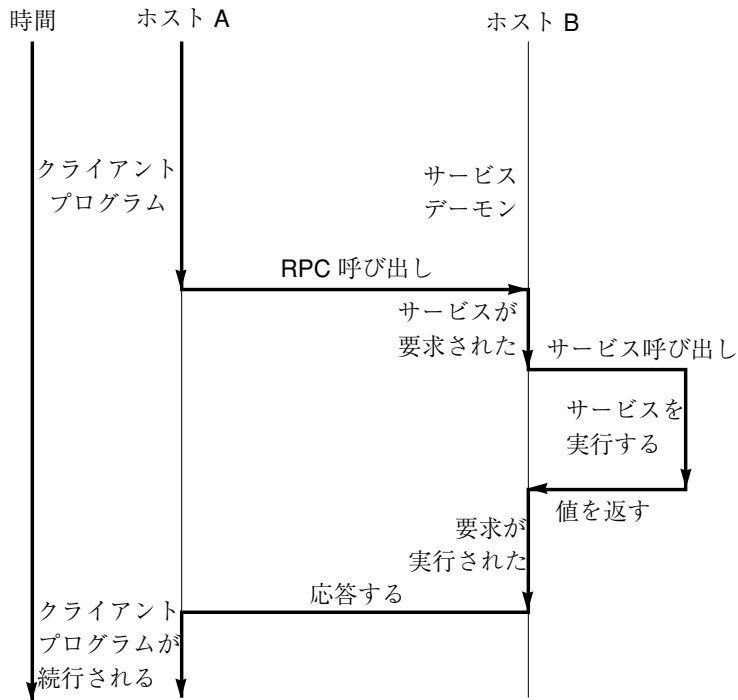 時間
ホスト A
ホスト B
クライアント
プログラム
サービス
デーモン
RPC 呼び出し
サービスが
要求された
サービス呼び出し
サービスを
実行する
値を返す
要求が
実行された
応答する
クライアント
プログラムが
続行される